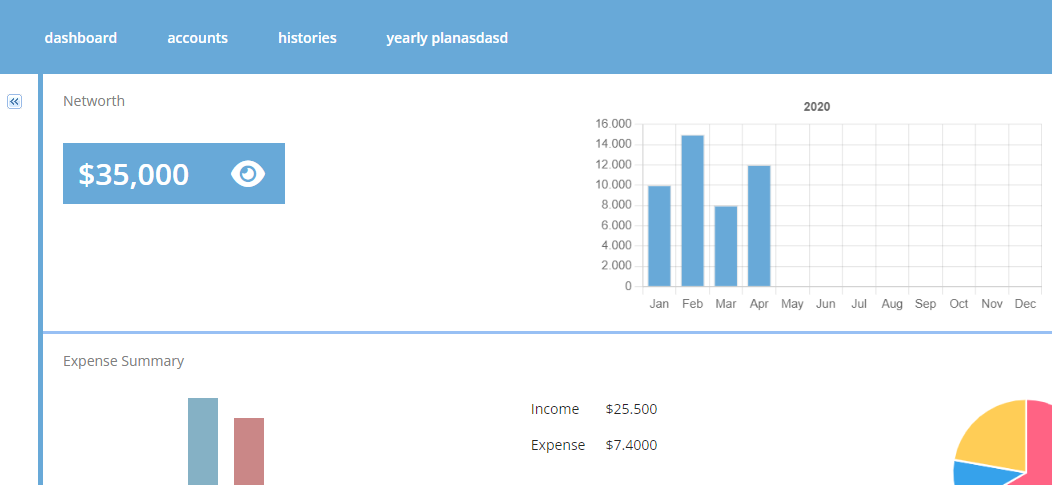 dashboard accounts histories yearly planasdasd
Networth
$35,000
2020
16.000
14.000
12.000
10.000
8.000
6.000
4.000
2.000
0
Jan Feb Mar Apr May Jun Jul Aug Sep Oct Nov Dec
Expense Summary
Income $25.500
Expense $7.4000